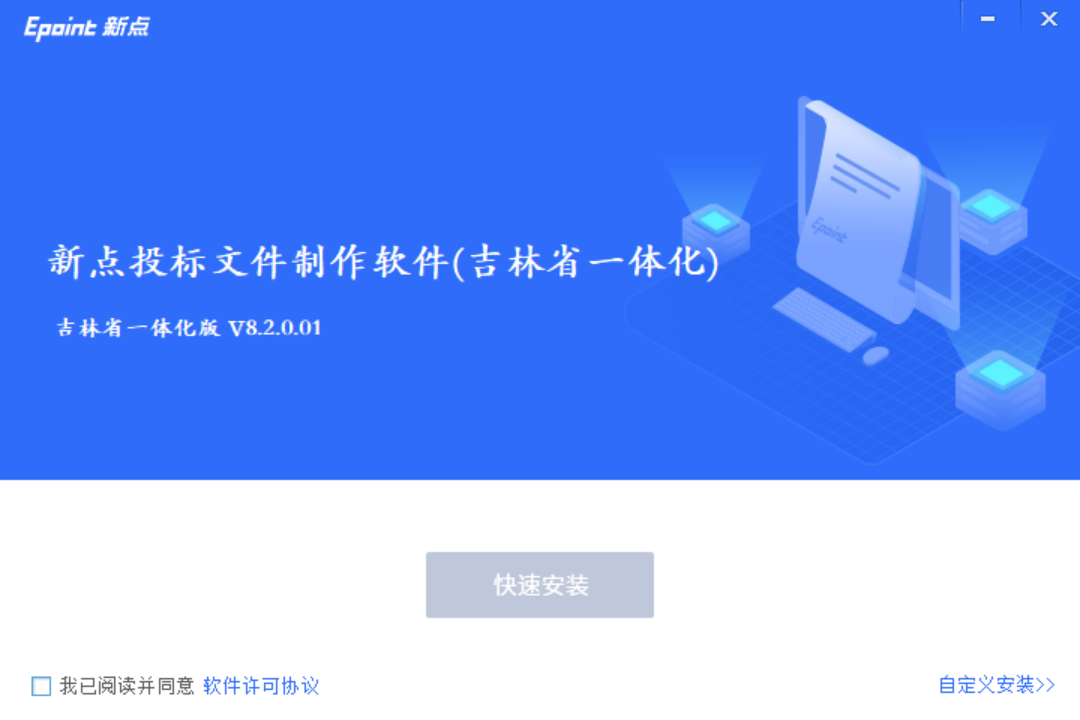 Epoint 新点
Epoint
新点投标文件制作软件(吉林省一体化)
吉林省一体化版 V8.2.0.01
快速安装
我已阅读并同意 软件许可协议
自定义安装>>